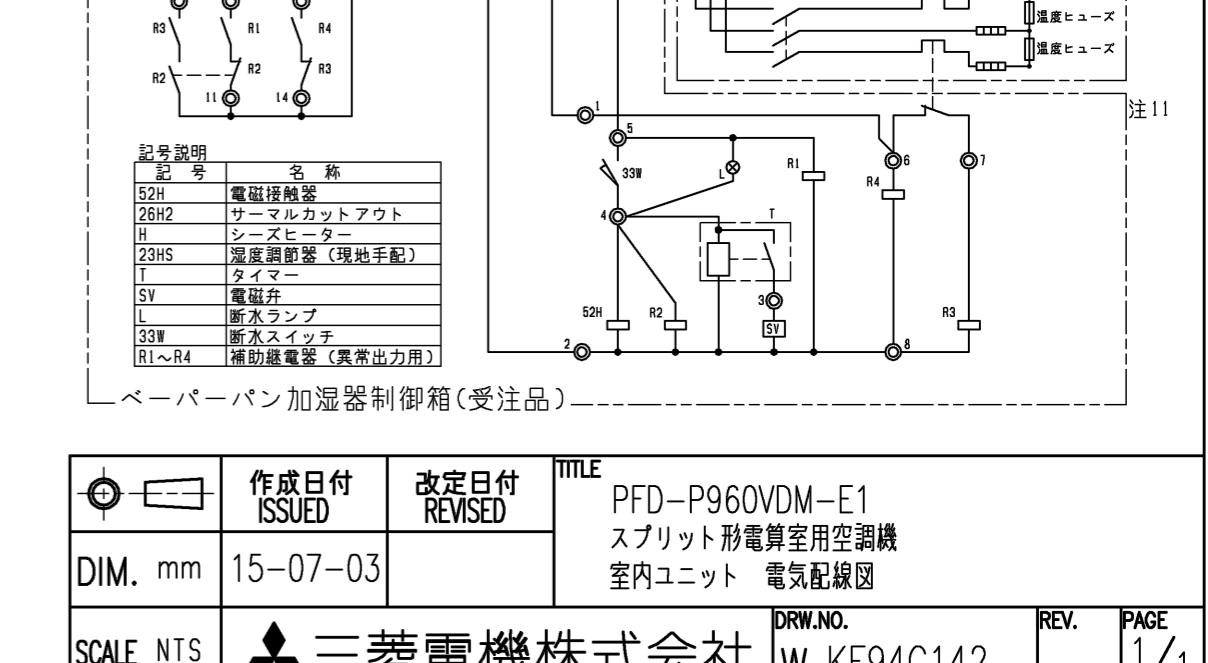 R3
R1
R4
R2
R2
R3
11
14
温度ヒューズ
温度ヒューズ
注11
1
5
33W
L
R1
6
7
R4
4
T
3
52H
R2
SV
R3
2
8
記号説明
記 号 名 称
52H 電磁接触器
26H2 サーマルカットアウト
H シーズヒーター
23HS 湿度調節器(現地手配)
T タイマー
SV 電磁弁
L 断水ランプ
33W 断水スイッチ
R1~R4 補助継電器(異常出力用)
ベーパーパン加湿器制御箱(受注品)
作成日付
ISSUED
改定日付
REVISED
TITLE
PFD-P960VDM-E1
スプリット形電算室用空調機
室内ユニット 電気配線図
DIM. mm
15-07-03
SCALE NTS
三菱電機株式会社
DRW.NO.
W KE94C142
REV.
PAGE
1/1